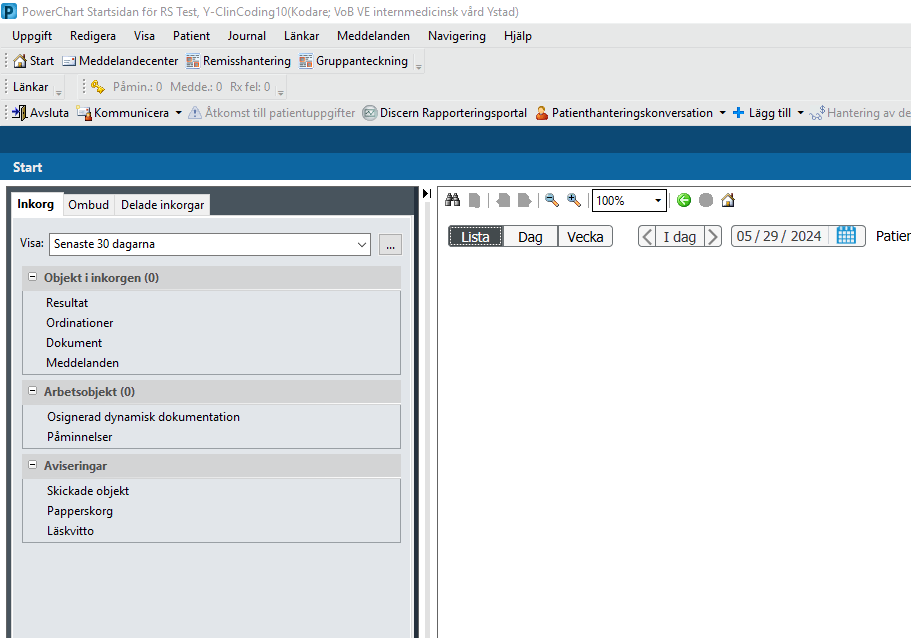 PowerChart Startsidan för RS Test, Y-ClinCoding10(Kodare; VoB VE internmedicinsk vård Ystad)
Uppgift Redigera Visa Patient Journal Länkar Meddelanden Navigering Hjälp
Start Meddelandecenter Remisshantering Gruppanteckning
Länkar Påmin.: 0 Medde.: 0 Rx fel: 0
Avsluta Kommunicera Åtkomst till patientuppgifter Discern Rapporteringsportal Patienthanteringskonversation Lägg till Hantering av de
Start
Inkorg Ombud Delade inkorgar
100%
Visa: Senaste 30 dagarna ...
Lista Dag Vecka I dag 05 / 29 / 2024 Patien
Objekt i inkorgen (0)
Resultat
Ordinationer
Dokument
Meddelanden
Arbetsobjekt (0)
Osignerad dynamisk dokumentation
Påminnelser
Aviseringar
Skickade objekt
Papperskorg
Läskvitto